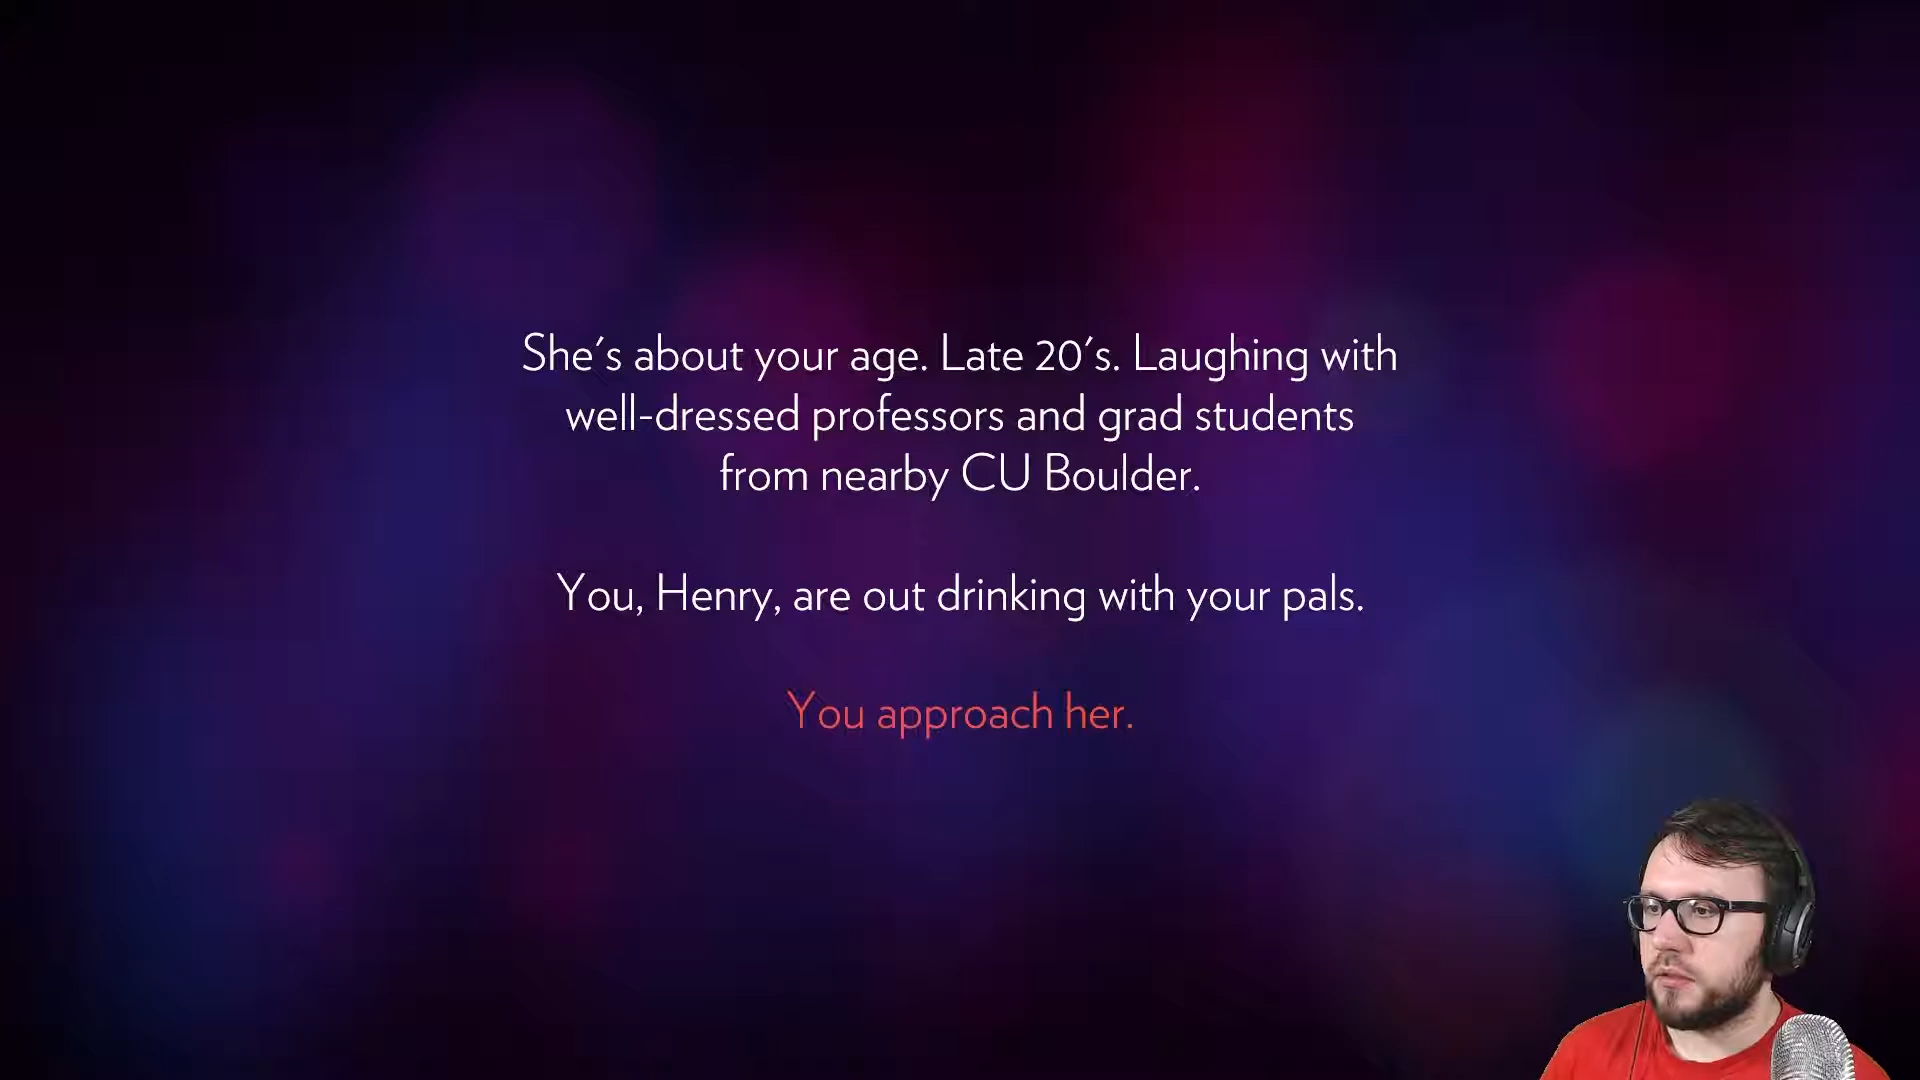 She's about your age. Late 20's. Laughing with
well-dressed professors and grad students
from nearby CU Boulder.
You, Henry, are out drinking with your pals.
You approach her.